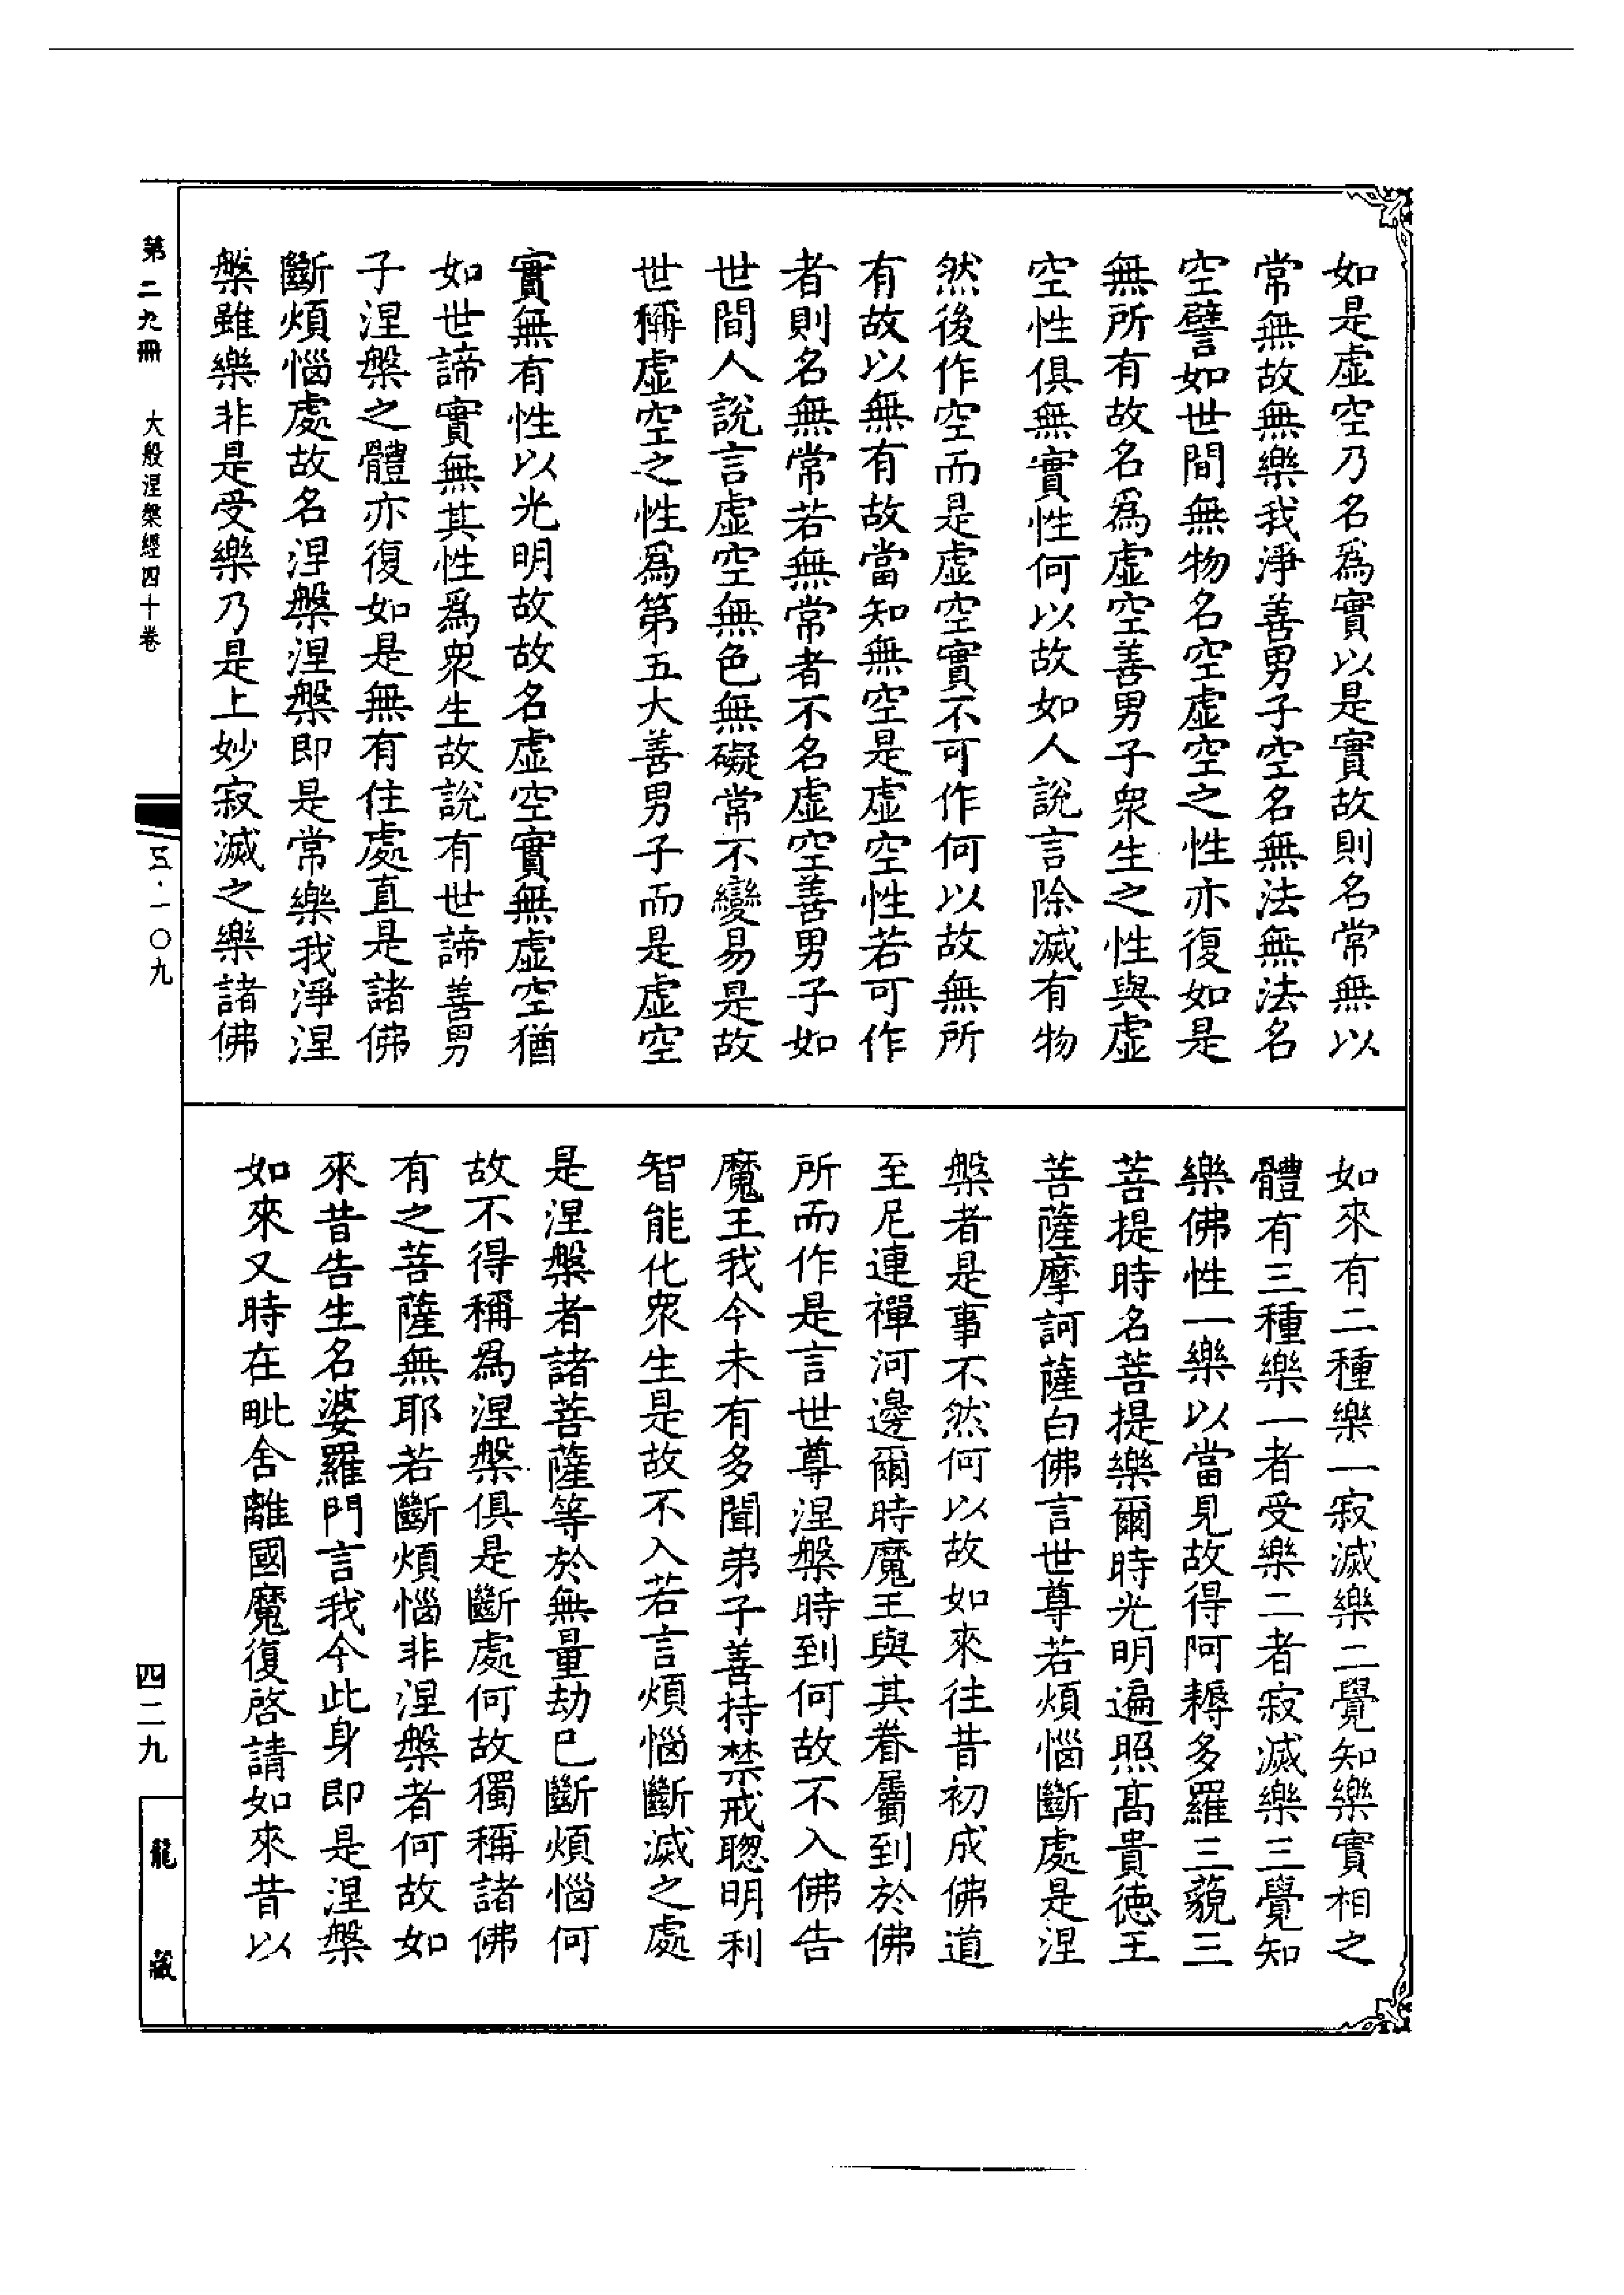 如是虛空乃名爲實以是實故則名常無以
常無故無樂我淨善男子空名無法無法名
空譬如世間無物名空虛空之性亦復如是
無所有故名爲虛空善男子衆生之性與虛
空性俱無實性何以故如人說言除滅有物
然後作空而是虛空實不可作何以故無所
有故以無有故當知無空是虛空性若可作
者則名無常若無常者不名虛空善男子如
世間人說言虛空無色無礙常不變易是故
世稱虛空之性爲第五大善男子而是虛空
實無有性以光明故故名虛空實無虛空猶
如世諦實無其性爲衆生故說有世諦善男
子涅槃之體亦復如是無有住處直是諸佛
斷煩惱處故名涅槃涅槃即是常樂我淨涅
槃雖樂非是受樂乃是上妙寂滅之樂諸佛
如來有二種樂一寂滅樂二覺知樂實相之
體有三種樂一者受樂二者寂滅樂三覺知
樂佛性一樂以當見故得阿耨多羅三藐三
菩提時名菩提樂爾時光明遍照高貴德王
菩薩摩訶薩白佛言世尊若煩惱斷處是涅
槃者是事不然何以故如來往昔初成佛道
至尼連禪河邊爾時魔王與其眷屬到於佛
所而作是言世尊涅槃時到何故不入佛告
魔王我今未有多聞弟子善持禁戒聰明利
智能化衆生是故不入若言煩惱斷滅之處
是涅槃者諸菩薩等於無量劫已斷煩惱何
故不得稱爲涅槃俱是斷處何故獨稱諸佛
有之菩薩無耶若斷煩惱非涅槃者何故如
來昔告生名婆羅門言我今此身即是涅槃
如來又時在毗舍離國魔復啓請如來昔以
第二九冊 大般涅槃經四十卷
五·一〇九
四二九
龍藏